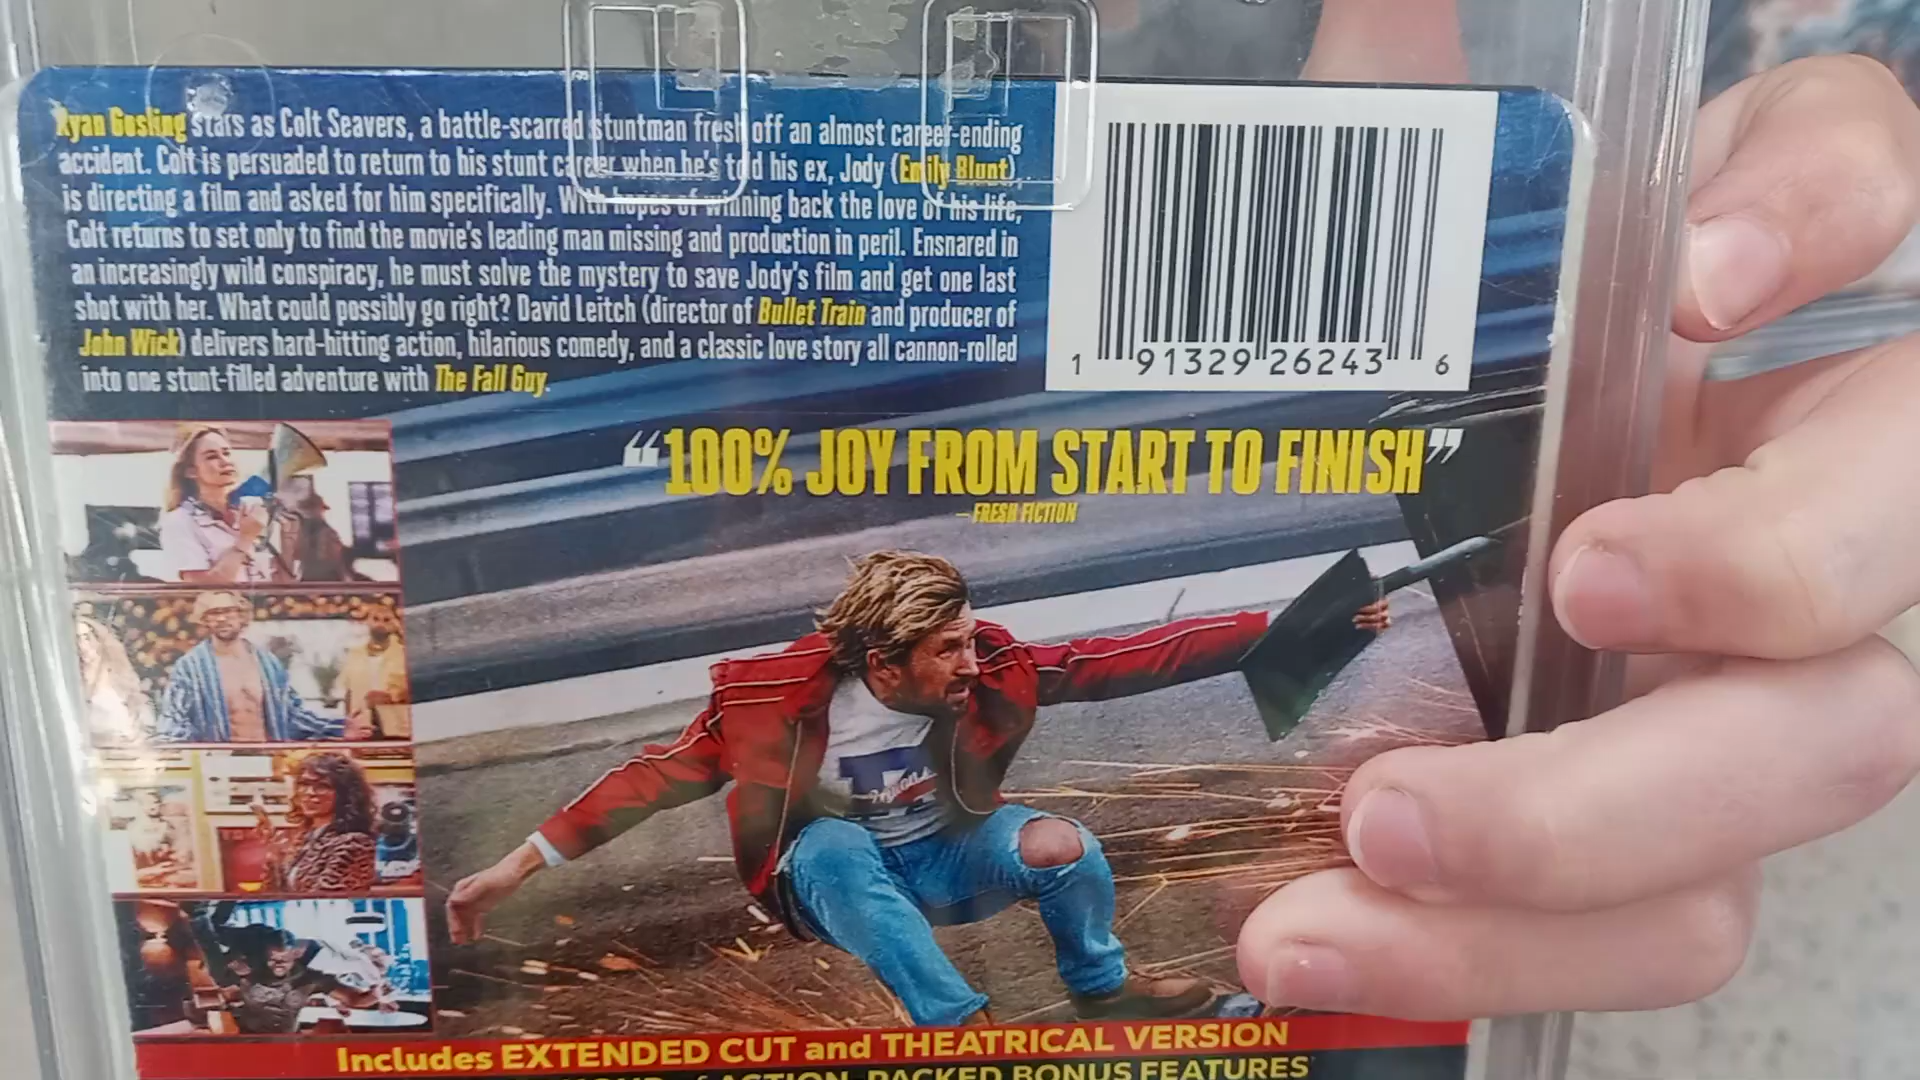 Ryan Gosling stars as Colt Seavers, a battle-scarred stuntman fresh off an almost career-ending
accident. Colt is persuaded to return to his stunt career when he's told his ex, Jody (Emily Blunt),
is directing a film and asked for him specifically. With hopes of winning back the love of his life,
Colt returns to set only to find the movie's leading man missing and production in peril. Ensnared in
an increasingly wild conspiracy, he must solve the mystery to save Jody's film and get one last
shot with her. What could possibly go right? David Leitch (director of Bullet Train and producer of
John Wick) delivers hard-hitting action, hilarious comedy, and a classic love story all cannon-rolled
into one stunt-filled adventure with The Fall Guy.
1 91329 26243 6
“100% JOY FROM START TO FINISH”
— FRESH FICTION
Includes EXTENDED CUT and THEATRICAL VERSION
HOUR of ACTION-PACKED BONUS FEATURES